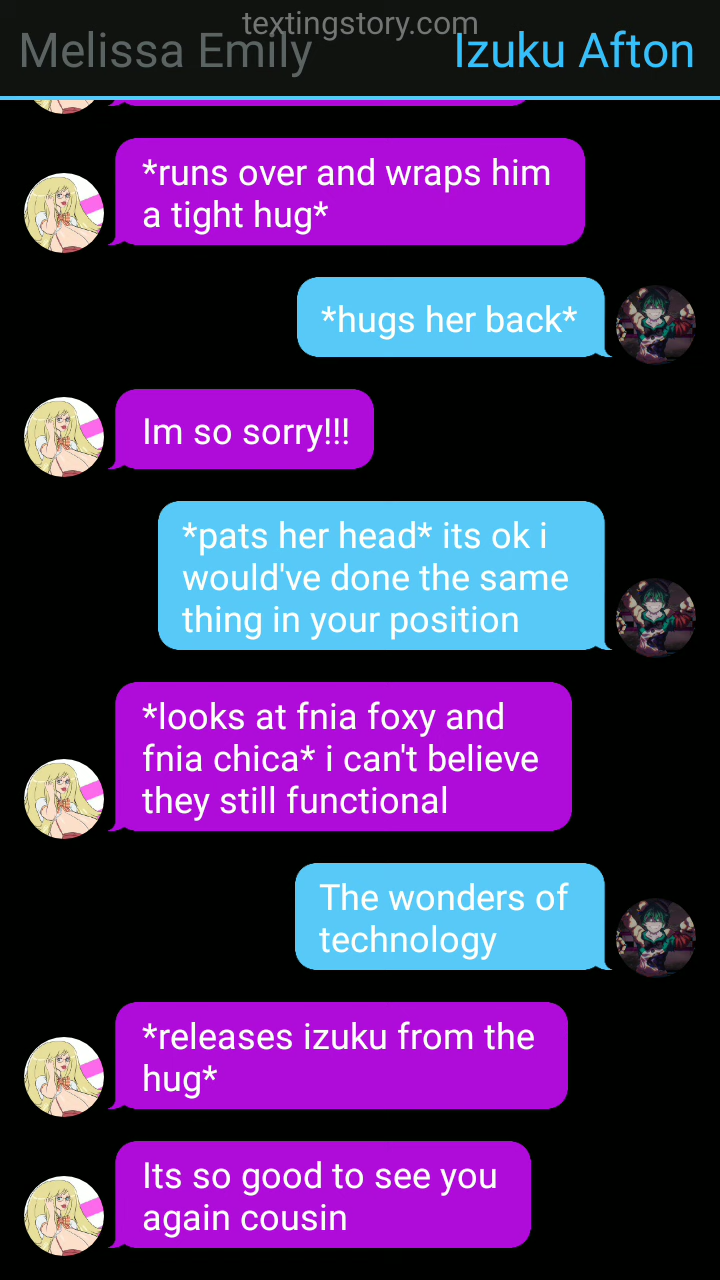 textingstory.com
Melissa Emily
Izuku Afton
*runs over and wraps him
a tight hug*
*hugs her back*
Im so sorry!!!
*pats her head* its ok i
would've done the same
thing in your position
*looks at fnia foxy and
fnia chica* i can't believe
they still functional
The wonders of
technology
*releases izuku from the
hug*
Its so good to see you
again cousin